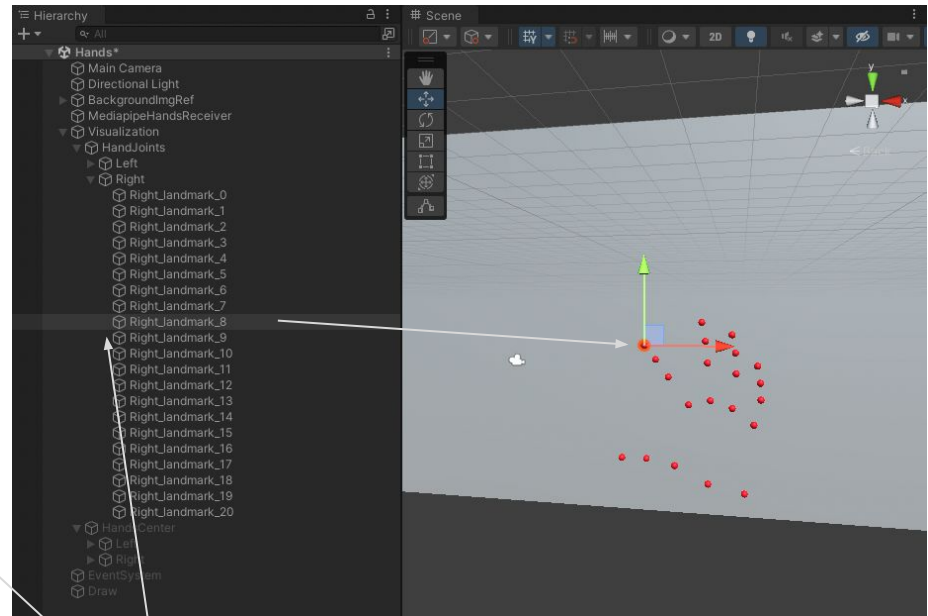 Hierarchy
All
Hands*
Main Camera
Directional Light
BackgroundImgRef
MediapipeHandsReceiver
Visualization
HandJoints
Left
Right
Right_landmark_0
Right_landmark_1
Right_landmark_2
Right_landmark_3
Right_landmark_4
Right_landmark_5
Right_landmark_6
Right_landmark_7
Right_landmark_8
Right_landmark_9
Right_landmark_10
Right_landmark_11
Right_landmark_12
Right_landmark_13
Right_landmark_14
Right_landmark_15
Right_landmark_16
Right_landmark_17
Right_landmark_18
Right_landmark_19
Right_landmark_20
Left
Right
EventSystem
Draw
# Scene
2D
y
x